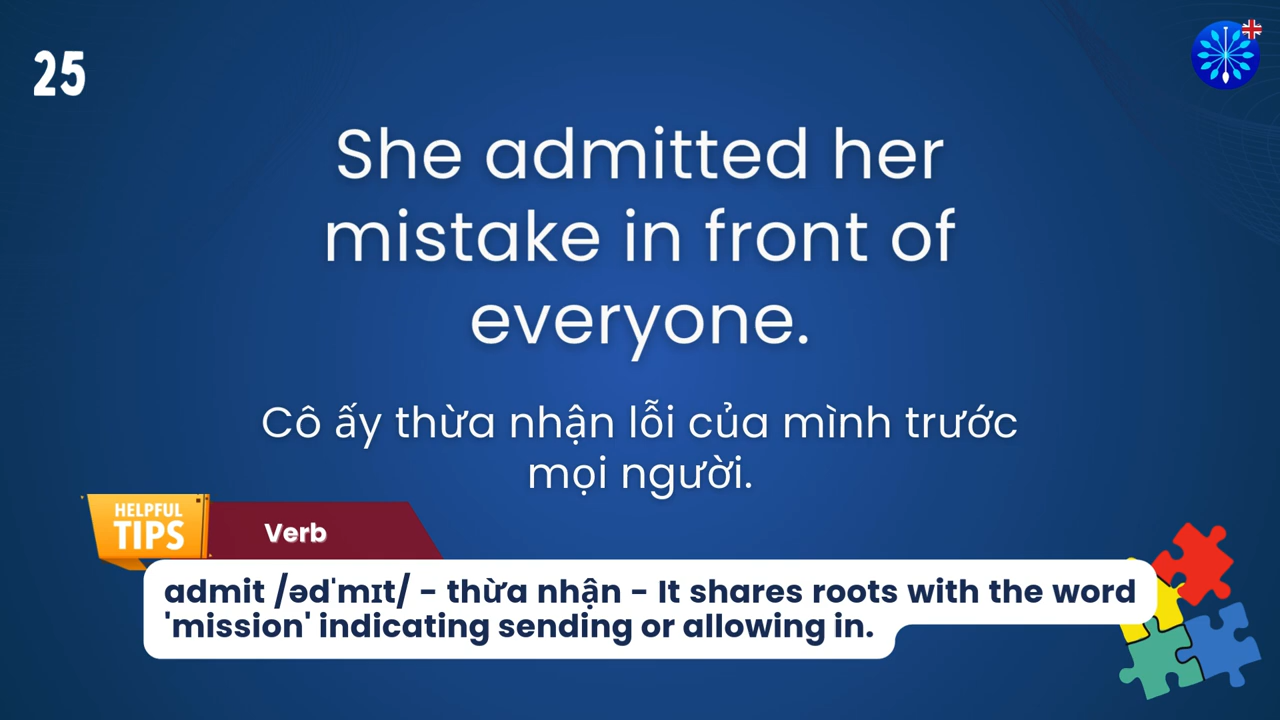 25
She admitted her
mistake in front of
everyone.
Cô ấy thừa nhận lỗi của mình trước
mọi người.
HELPFUL
TIPS
Verb
admit /ədˈmɪt/ - thừa nhận - It shares roots with the word
'mission' indicating sending or allowing in.